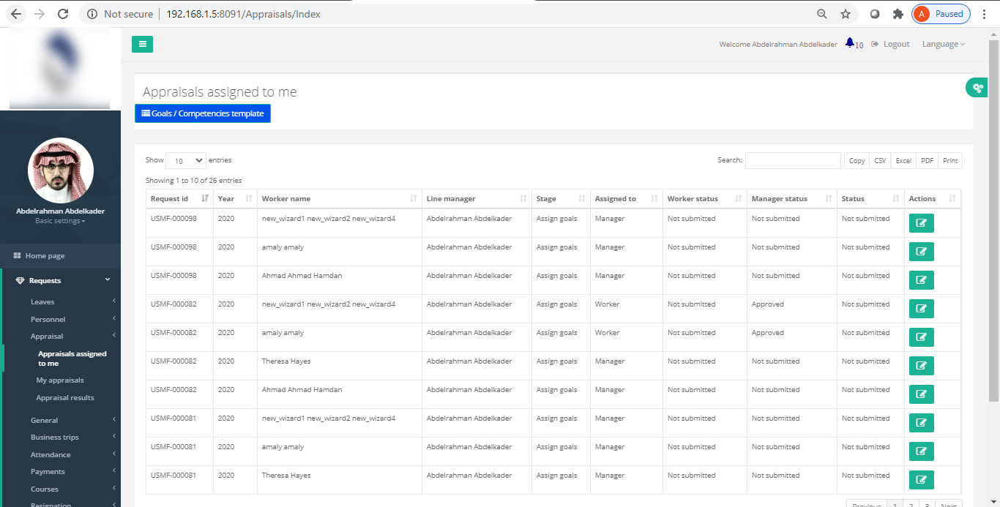 Not secure
192.168.1.5:8091/Appraisals/Index
A
Paused
Welcome Abdelrahman Abdelkader
10
Logout
Language
Appraisals assigned to me
Goals / Competencies template
Abdelrahman Abdelkader
Basic settings
Home page
Requests
Leaves
Personnel
Appraisal
Appraisals assigned
to me
My appraisals
Appraisal results
General
Business trips
Attendance
Payments
Courses
Resignation
Show 10 entries
Search:
Copy CSV Excel PDF Print
Showing 1 to 10 of 26 entries
Request id Year Worker name Line manager Stage Assigned to Worker status Manager status Status Actions
USMF-000098 2020 new_wizard1 new_wizard2 new_wizard4 Abdelrahman Abdelkader Assign goals Manager Not submitted Not submitted Not submitted
USMF-000098 2020 amaly amaly Abdelrahman Abdelkader Assign goals Manager Not submitted Not submitted Not submitted
USMF-000098 2020 Ahmad Ahmad Hamdan Abdelrahman Abdelkader Assign goals Manager Not submitted Not submitted Not submitted
USMF-000082 2020 new_wizard1 new_wizard2 new_wizard4 Abdelrahman Abdelkader Assign goals Worker Not submitted Approved Not submitted
USMF-000082 2020 amaly amaly Abdelrahman Abdelkader Assign goals Worker Not submitted Approved Not submitted
USMF-000082 2020 Theresa Hayes Abdelrahman Abdelkader Assign goals Manager Not submitted Not submitted Not submitted
USMF-000082 2020 Ahmad Ahmad Hamdan Abdelrahman Abdelkader Assign goals Manager Not submitted Not submitted Not submitted
USMF-000081 2020 new_wizard1 new_wizard2 new_wizard4 Abdelrahman Abdelkader Assign goals Manager Not submitted Not submitted Not submitted
USMF-000081 2020 amaly amaly Abdelrahman Abdelkader Assign goals Manager Not submitted Not submitted Not submitted
USMF-000081 2020 Theresa Hayes Abdelrahman Abdelkader Assign goals Manager Not submitted Not submitted Not submitted
Previous 1 2 3 Next